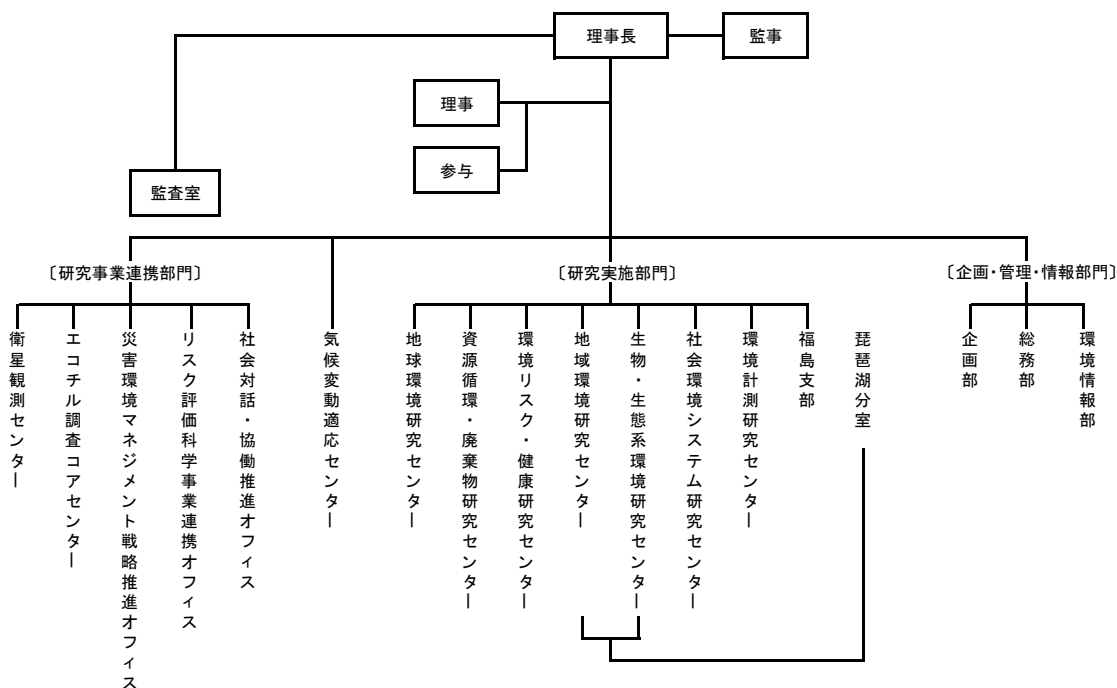 理事長
監事
理事
参与
監査室
〔研究事業連携部門〕
〔研究実施部門〕
〔企画・管理・情報部門〕
衛星観測センター
エコチル調査コアセンター
災害環境マネジメント戦略推進オフィス
リスク評価科学事業連携オフィス
社会対話・協働推進オフィス
気候変動適応センター
地球環境研究センター
資源循環・廃棄物研究センター
環境リスク・健康研究センター
地域環境研究センター
生物・生態系環境研究センター
社会環境システム研究センター
環境計測研究センター
福島支部
琵琶湖分室
企画部
総務部
環境情報部